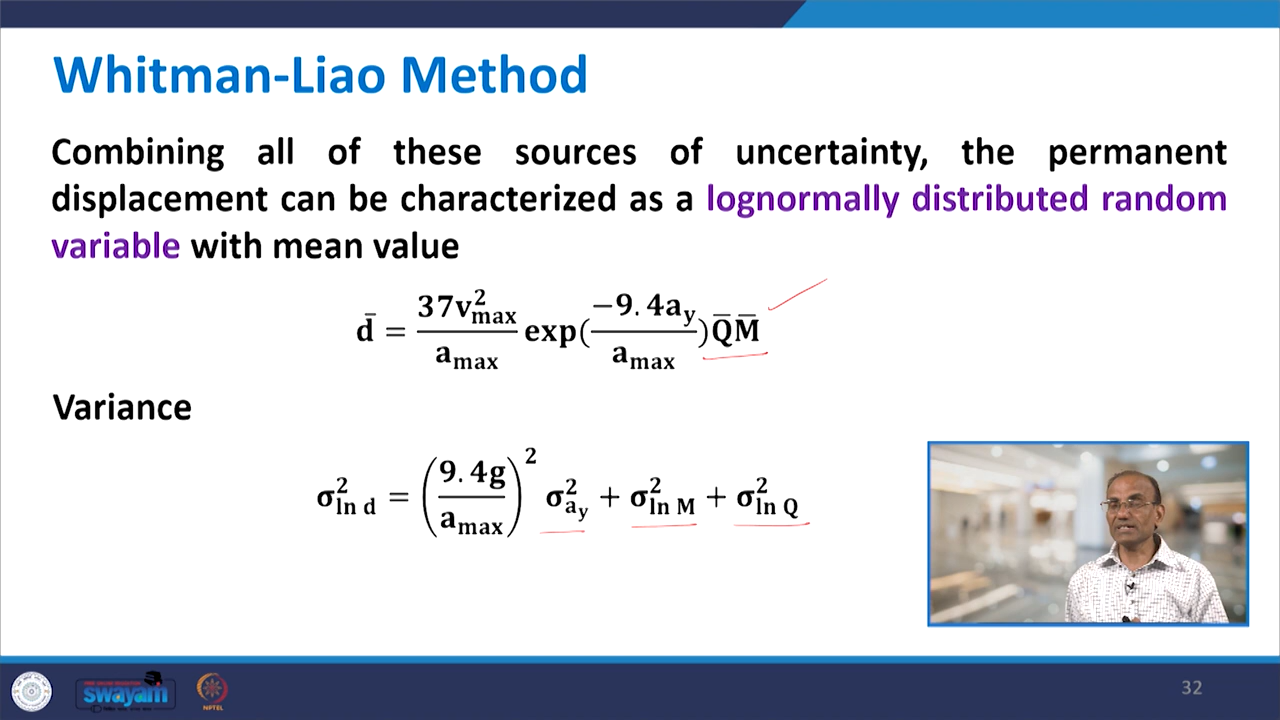 Whitman-Liao Method
Combining all of these sources of uncertainty, the permanent
displacement can be characterized as a lognormally distributed random
variable with mean value
d̄ = 37v²max / amax exp(−9.4ay / amax)Q̄M̄
Variance
σ²ln d = (9.4g / amax)² σ²ay + σ²ln M + σ²ln Q
swayam
NPTEL
32